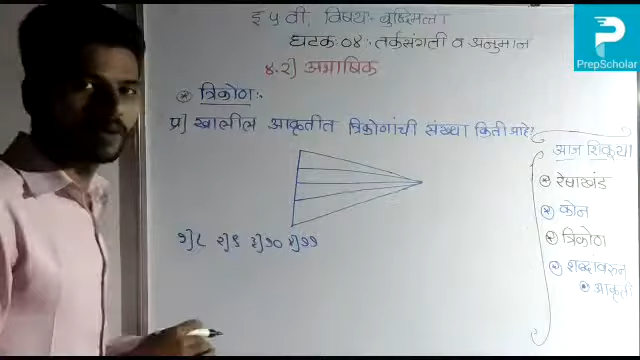 इ ५ वी, विषय:- बुध्दिमत्ता
घटक: ०४ : तर्कसंगती व अनुमान
४.२] अभाषिक
त्रिकोण:-
प्र] खालील आकृतीत त्रिकोणांची संख्या किती आहे?
१] ८ २] ९ ३] १० ४] ११
आज शिकूया
रेषाखंड
कोन
त्रिकोण
शब्दांवरुन
आकृती
PrepScholar